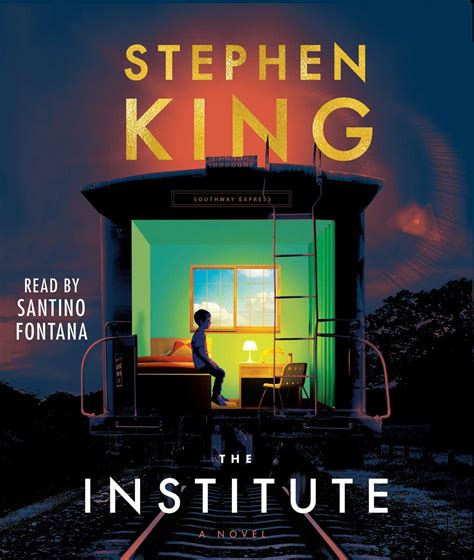 STEPHEN
KING
SOUTHWAY EXPRESS
READ BY
SANTINO
FONTANA
THE
INSTITUTE
A NOVEL